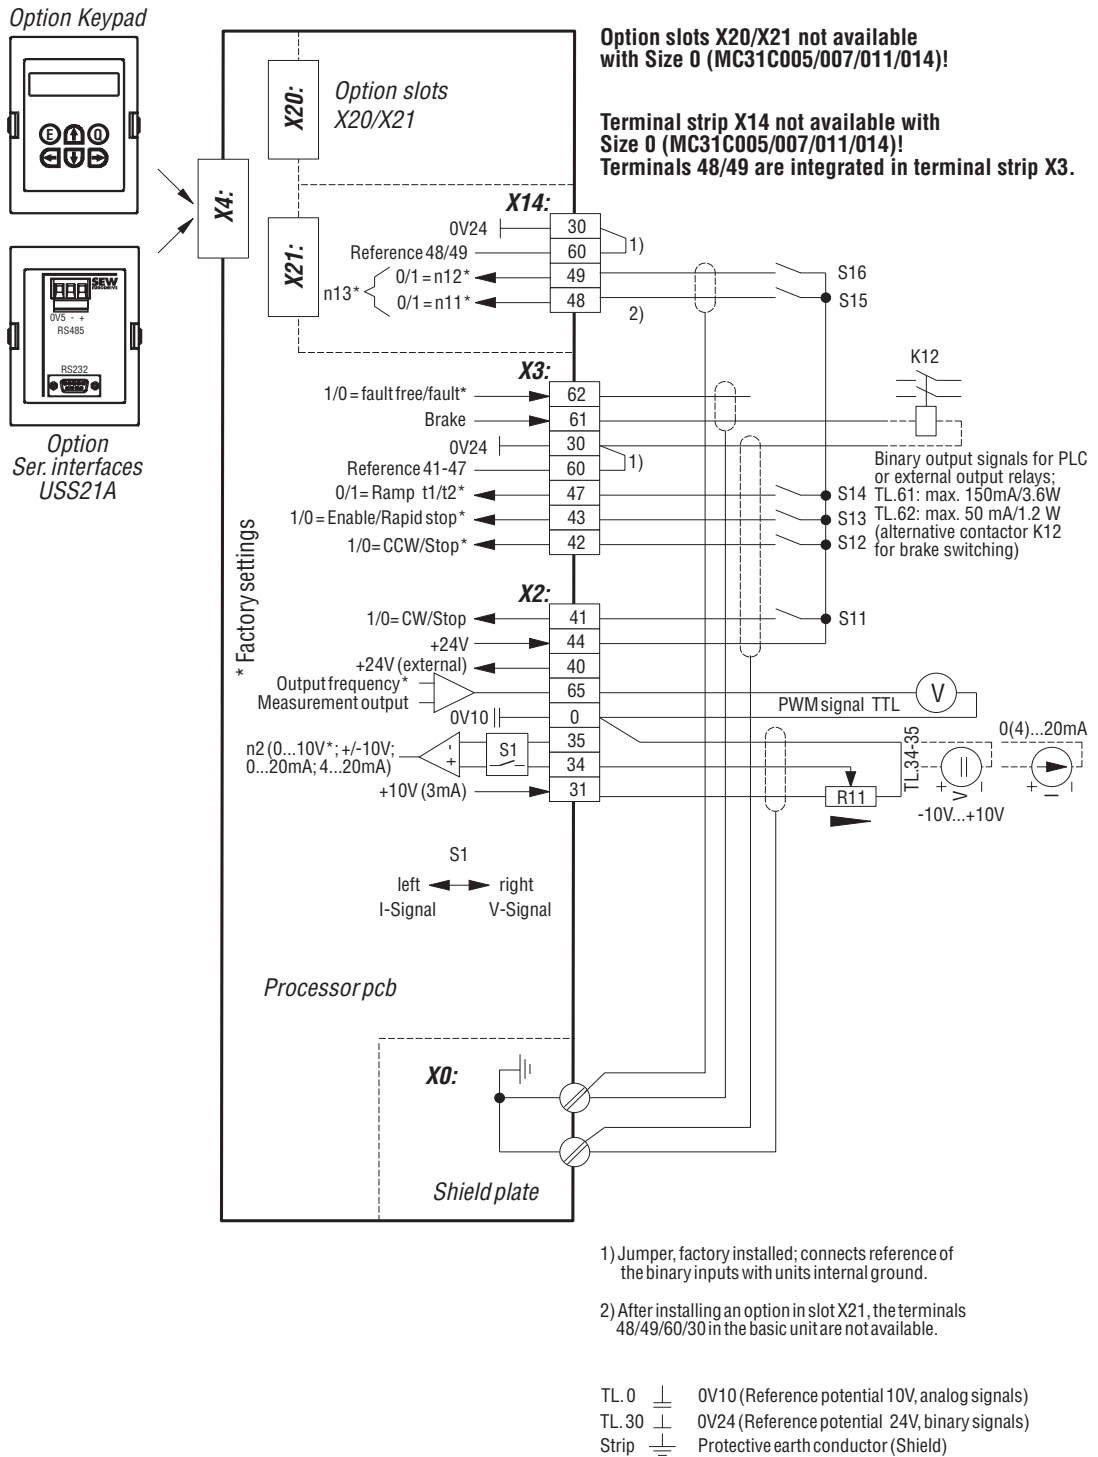 Option Keypad
E
Q
X4:
SEW
EURODRIVE
0V5 - +
RS485
RS232
Option
Ser. interfaces
USS21A
X20:
Option slots
X20/X21
X21:
Option slots X20/X21 not available
with Size 0 (MC31C005/007/011/014)!
Terminal strip X14 not available with
Size 0 (MC31C005/007/011/014)!
Terminals 48/49 are integrated in terminal strip X3.
X14:
0V24 30
Reference 48/49 60 1)
n13* 0/1=n12* 49 S16
0/1=n11* 48 2) S15
X3:
K12
1/0=fault free/fault* 62
Brake 61
0V24 30
Reference 41-47 60 1)
0/1=Ramp t1/t2* 47 S14
1/0=Enable/Rapid stop* 43 S13
1/0=CCW/Stop* 42 S12
Binary output signals for PLC
or external output relays;
TL.61: max. 150mA/3.6W
TL.62: max. 50 mA/1.2 W
(alternative contactor K12
for brake switching)
* Factory settings
X2:
1/0=CW/Stop 41 S11
+24V 44
+24V (external) 40
Output frequency*
Measurement output
65 V
PWM signal TTL
0V10 0
n2 (0...10V*; +/-10V;
0...20mA; 4...20mA)
- +
S1
35
34
+10V (3mA) 31
R11
TL.34-35
0(4)...20mA
+ V −
+ I −
-10V...+10V
S1
left right
I-Signal V-Signal
Processor pcb
X0:
Shield plate
1) Jumper, factory installed; connects reference of
the binary inputs with units internal ground.
2) After installing an option in slot X21, the terminals
48/49/60/30 in the basic unit are not available.
TL. 0 0V10 (Reference potential 10V, analog signals)
TL. 30 0V24 (Reference potential 24V, binary signals)
Strip Protective earth conductor (Shield)